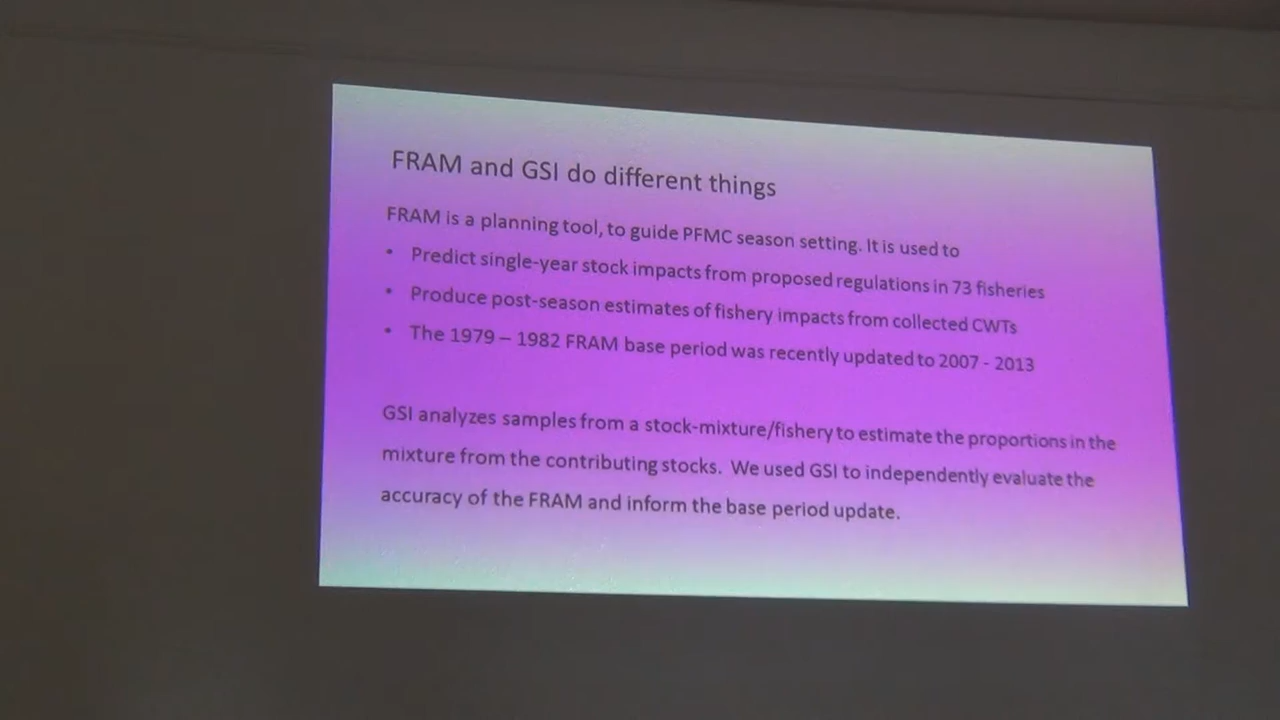 FRAM and GSI do different things
FRAM is a planning tool, to guide PFMC season setting. It is used to
• Predict single-year stock impacts from proposed regulations in 73 fisheries
• Produce post-season estimates of fishery impacts from collected CWTs
• The 1979 – 1982 FRAM base period was recently updated to 2007 - 2013
GSI analyzes samples from a stock-mixture/fishery to estimate the proportions in the
mixture from the contributing stocks. We used GSI to independently evaluate the
accuracy of the FRAM and inform the base period update.